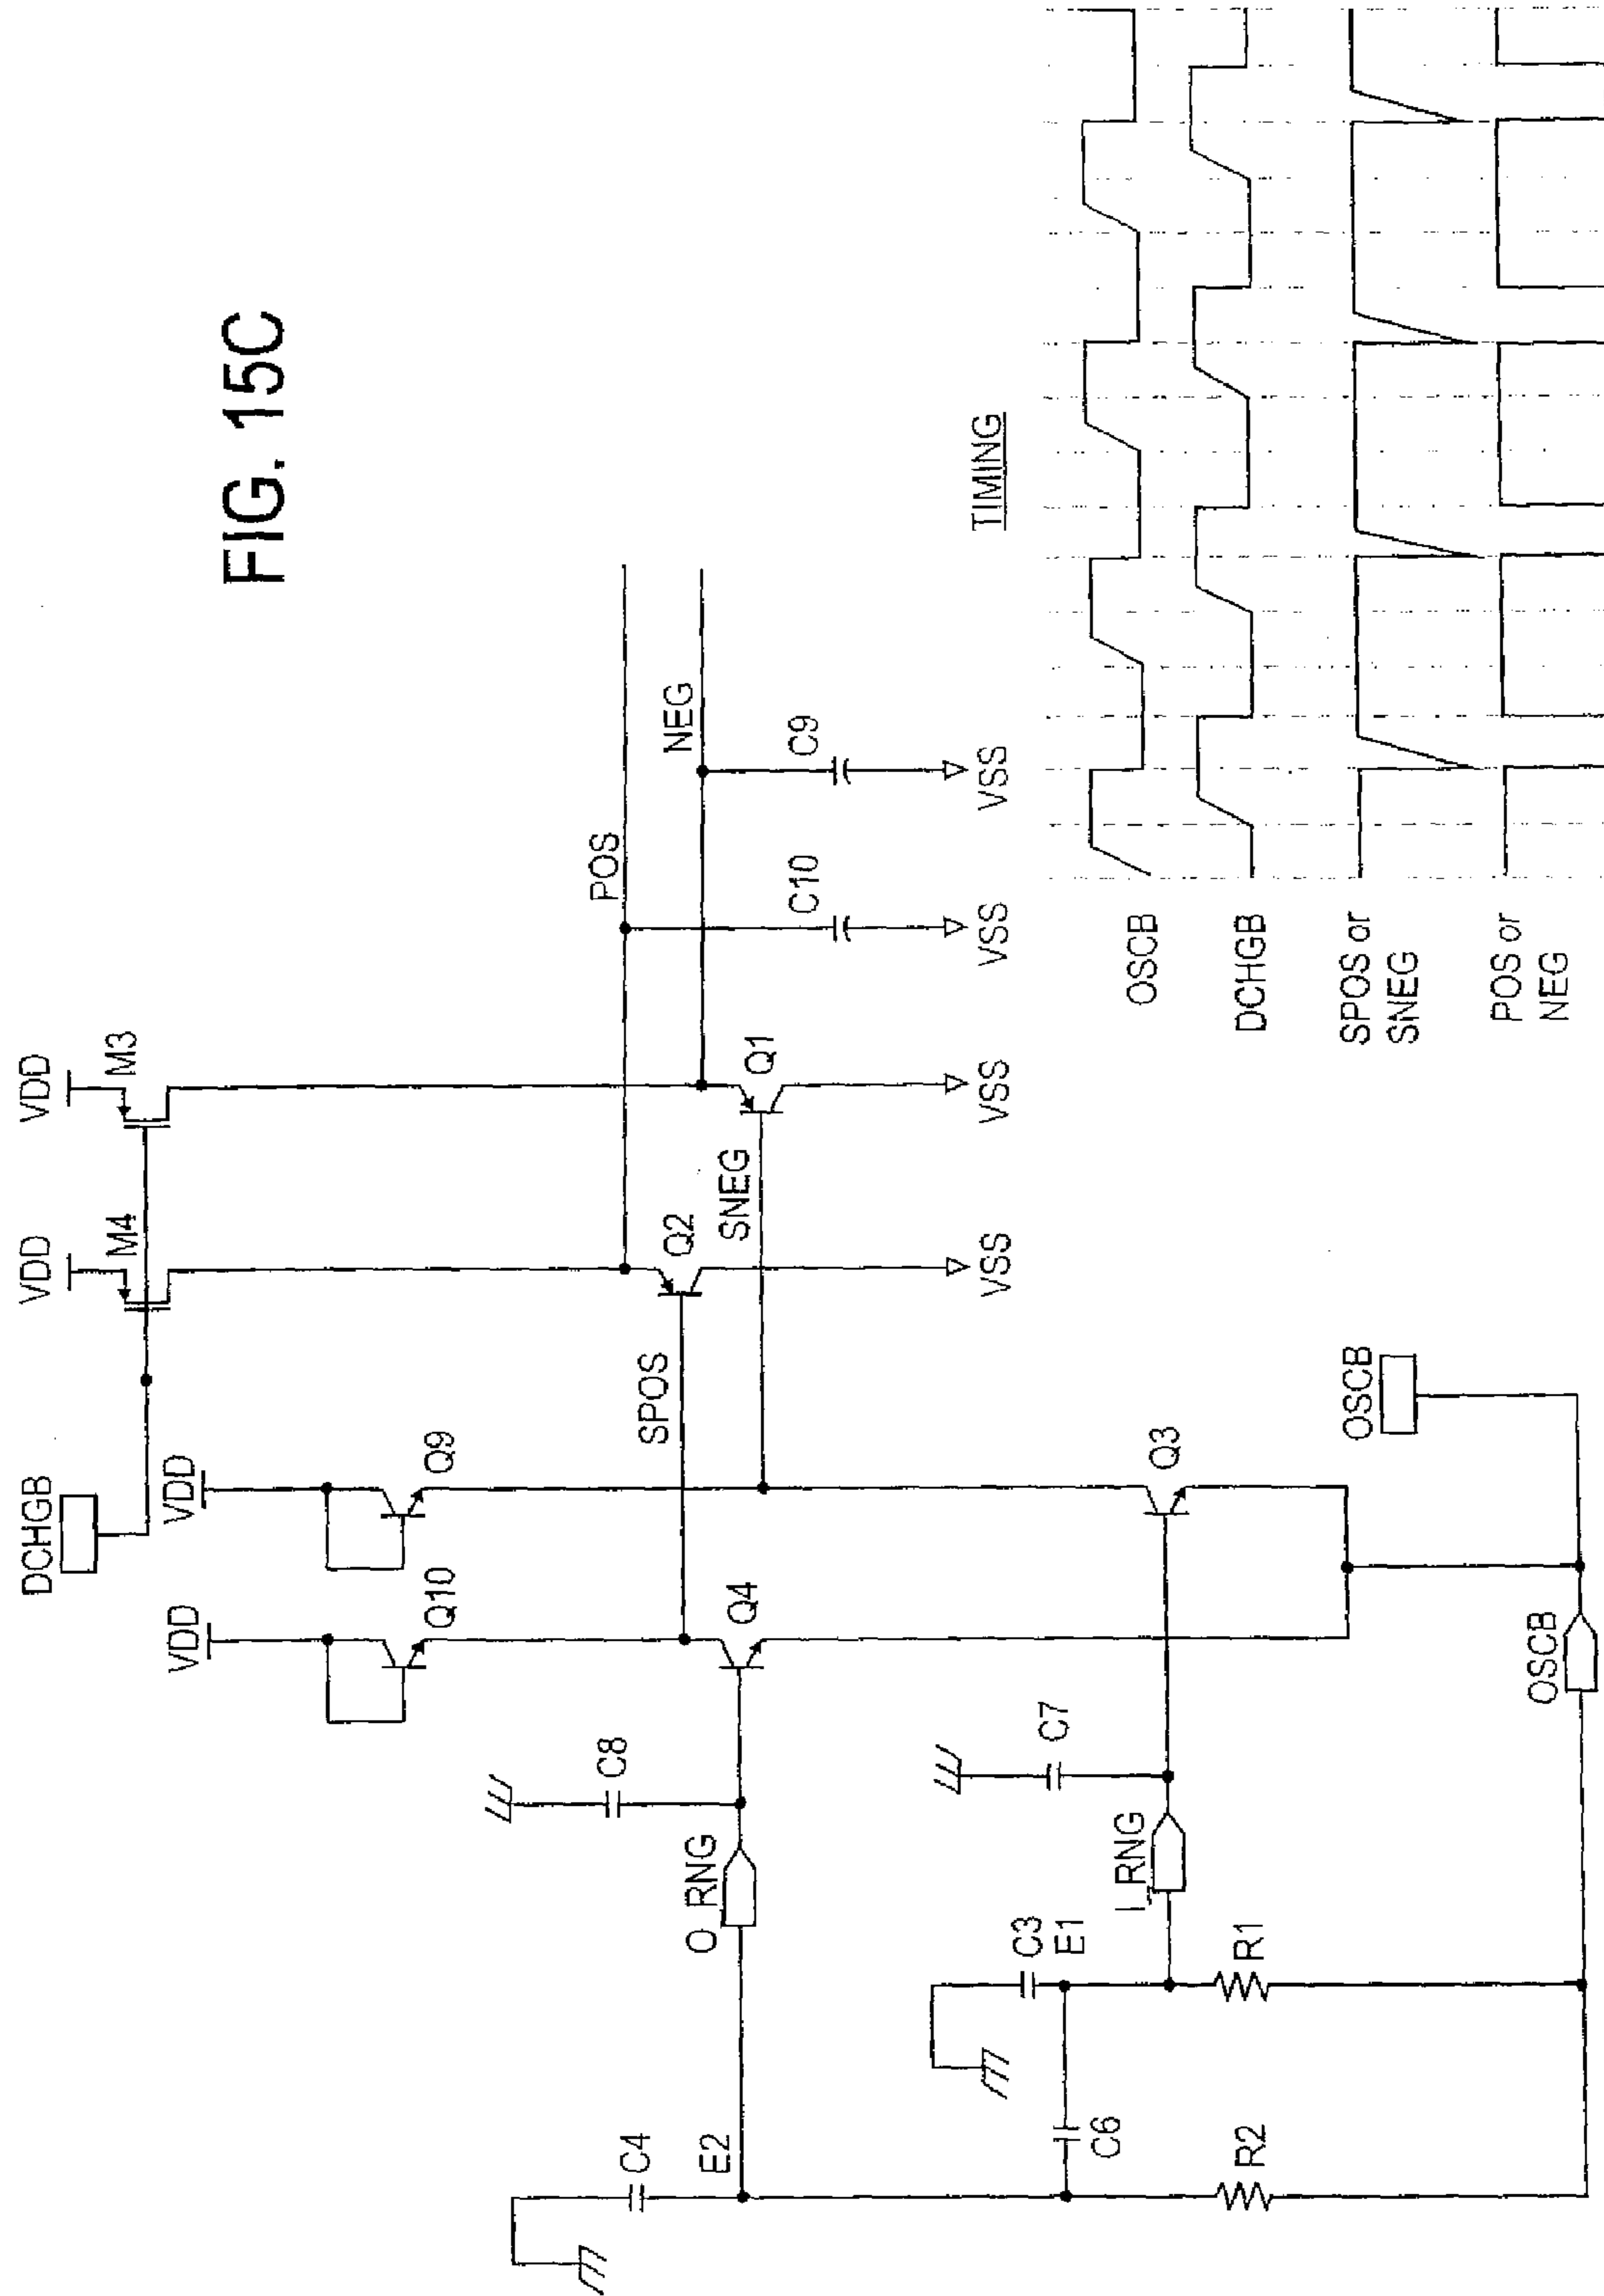 FIG. 15C
DCHGB
VDD
VDD
VDD
VDD
M4
M3
Q10
Q9
POS
NEG
SPOS
Q2
SNEG
Q1
C10
C9
VSS
VSS
VSS
VSS
C8
Q4
O_RNG
C4
E2
C7
Q3
I_RNG
C3
E1
C6
R2
R1
OSCB
OSCB
TIMING
OSCB
DCHGB
SPOS or
SNEG
POS or
NEG